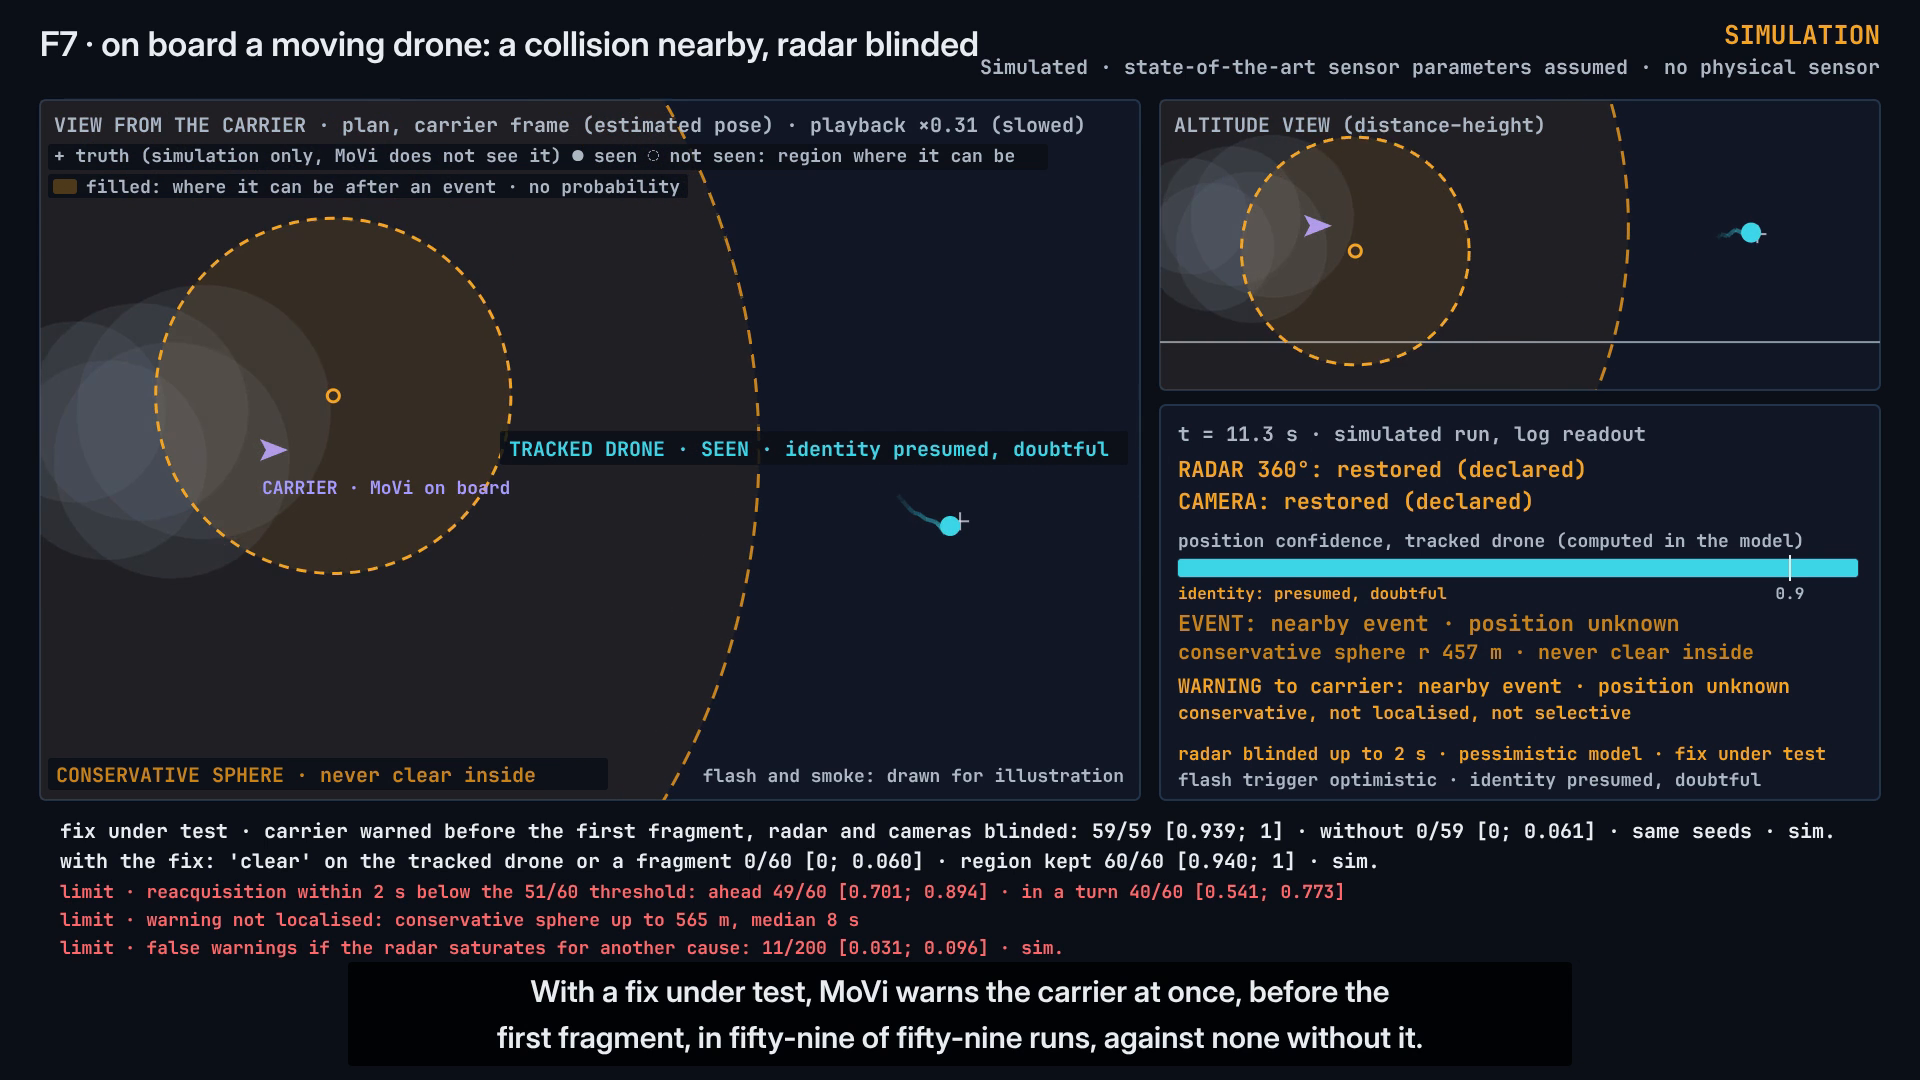 F7 · on board a moving drone: a collision nearby, radar blinded
SIMULATION
Simulated · state-of-the-art sensor parameters assumed · no physical sensor
VIEW FROM THE CARRIER · plan, carrier frame (estimated pose) · playback ×0.31 (slowed)
+ truth (simulation only, MoVi does not see it) ● seen ◌ not seen: region where it can be
filled: where it can be after an event · no probability
TRACKED DRONE · SEEN · identity presumed, doubtful
CARRIER · MoVi on board
CONSERVATIVE SPHERE · never clear inside
flash and smoke: drawn for illustration
ALTITUDE VIEW (distance-height)
t = 11.3 s · simulated run, log readout
RADAR 360°: restored (declared)
CAMERA: restored (declared)
position confidence, tracked drone (computed in the model)
identity: presumed, doubtful
0.9
EVENT: nearby event · position unknown
conservative sphere r 457 m · never clear inside
WARNING to carrier: nearby event · position unknown
conservative, not localised, not selective
radar blinded up to 2 s · pessimistic model · fix under test
flash trigger optimistic · identity presumed, doubtful
fix under test · carrier warned before the first fragment, radar and cameras blinded: 59/59 [0.939; 1] · without 0/59 [0; 0.061] · same seeds · sim.
with the fix: 'clear' on the tracked drone or a fragment 0/60 [0; 0.060] · region kept 60/60 [0.940; 1] · sim.
limit · reacquisition within 2 s below the 51/60 threshold: ahead 49/60 [0.701; 0.894] · in a turn 40/60 [0.541; 0.773]
limit · warning not localised: conservative sphere up to 565 m, median 8 s
limit · false warnings if the radar saturates for another cause: 11/200 [0.031; 0.096] · sim.
With a fix under test, MoVi warns the carrier at once, before the
first fragment, in fifty-nine of fifty-nine runs, against none without it.